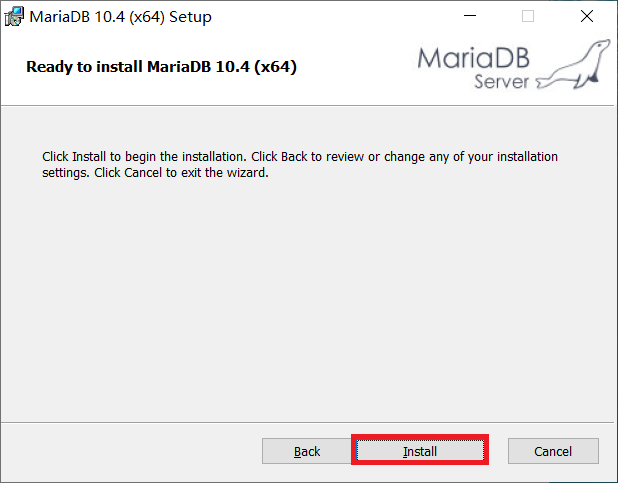 MariaDB 10.4 (x64) Setup
Ready to install MariaDB 10.4 (x64)
MariaDB
Server
Click Install to begin the installation. Click Back to review or change any of your installation
settings. Click Cancel to exit the wizard.
Back
Install
Cancel